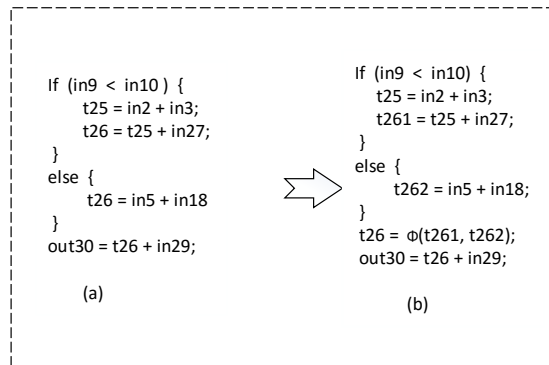 If (in9 < in10 ) {
t25 = in2 + in3;
t26 = t25 + in27;
}
else {
t26 = in5 + in18
}
out30 = t26 + in29;
(a)
If (in9 < in10) {
t25 = in2 + in3;
t261 = t25 + in27;
}
else {
t262 = in5 + in18;
}
t26 = Φ(t261, t262);
out30 = t26 + in29;
(b)